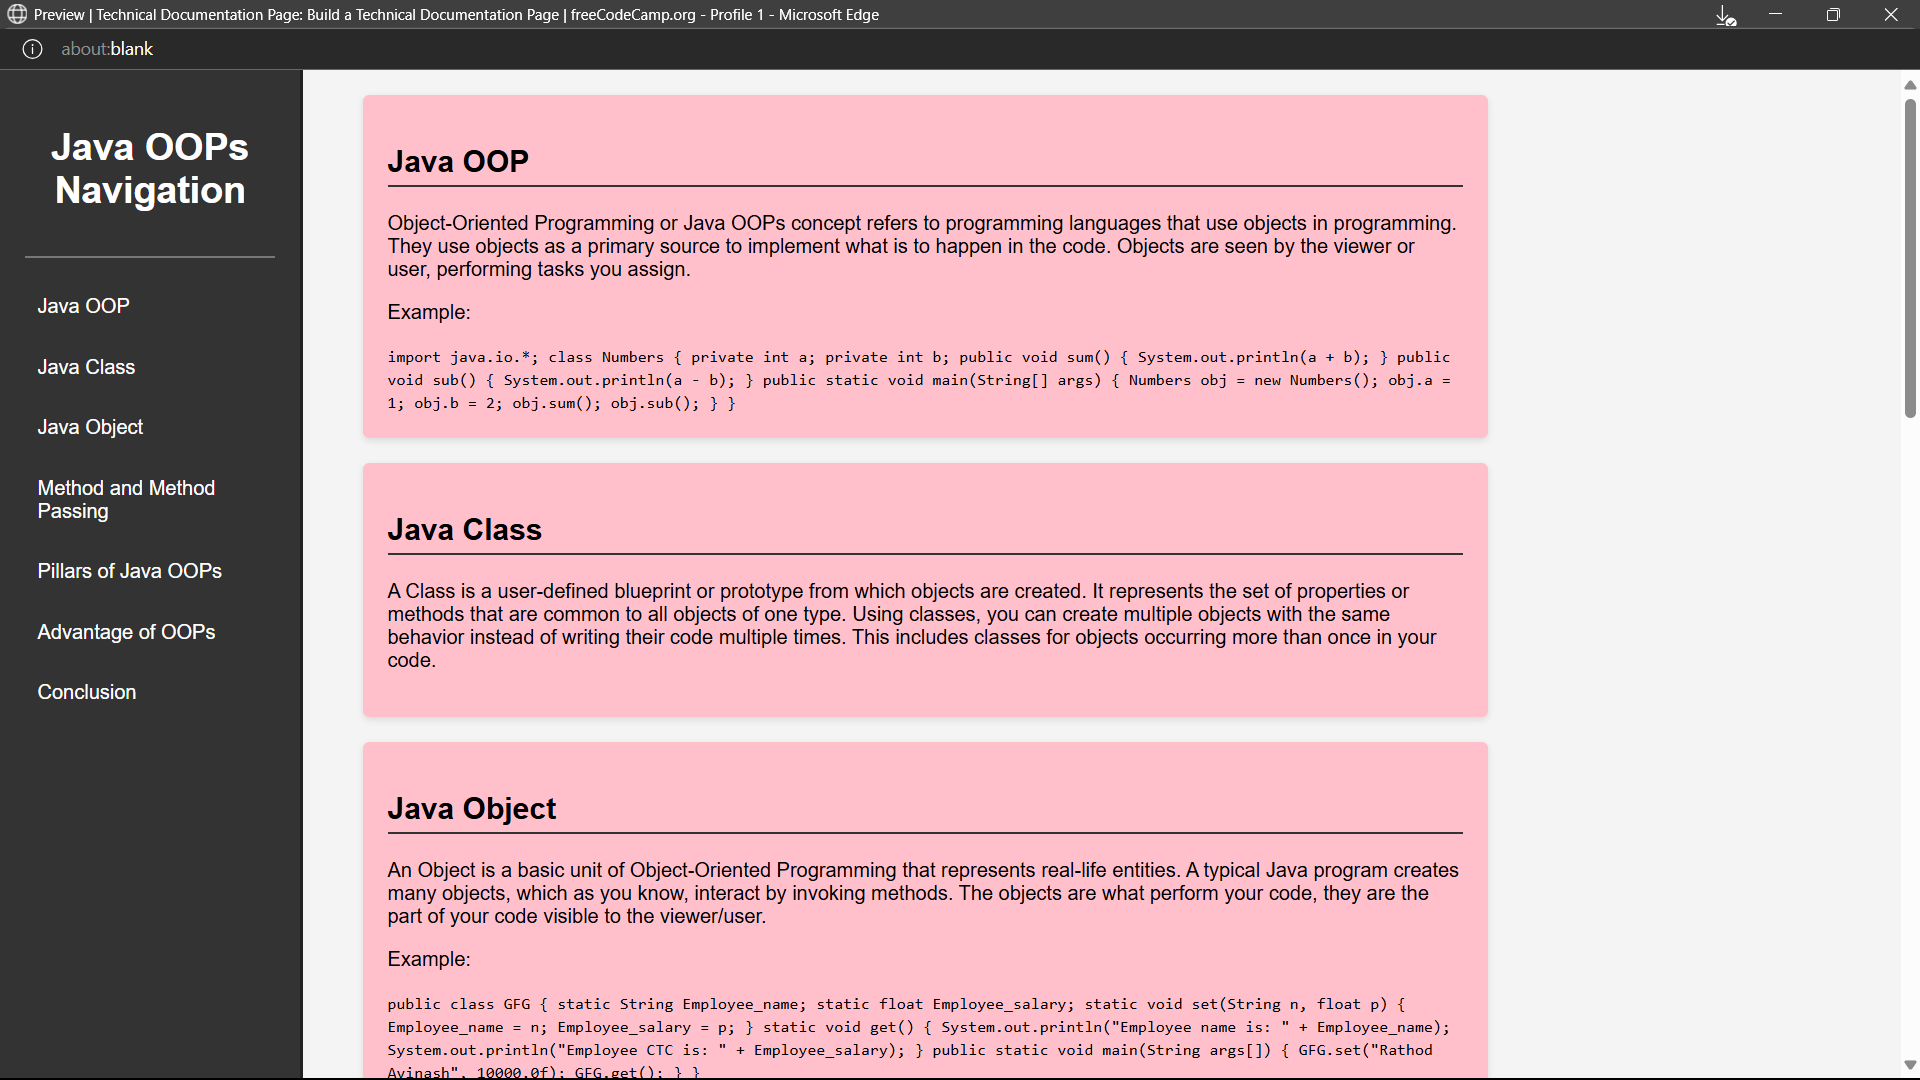 Preview | Technical Documentation Page: Build a Technical Documentation Page | freeCodeCamp.org - Profile 1 - Microsoft Edge
about:blank
Java OOPs
Navigation
Java OOP
Java Class
Java Object
Method and Method
Passing
Pillars of Java OOPs
Advantage of OOPs
Conclusion
Java OOP
Object-Oriented Programming or Java OOPs concept refers to programming languages that use objects in programming.
They use objects as a primary source to implement what is to happen in the code. Objects are seen by the viewer or
user, performing tasks you assign.
Example:
import java.io.*; class Numbers { private int a; private int b; public void sum() { System.out.println(a + b); } public
void sub() { System.out.println(a - b); } public static void main(String[] args) { Numbers obj = new Numbers(); obj.a =
1; obj.b = 2; obj.sum(); obj.sub(); } }
Java Class
A Class is a user-defined blueprint or prototype from which objects are created. It represents the set of properties or
methods that are common to all objects of one type. Using classes, you can create multiple objects with the same
behavior instead of writing their code multiple times. This includes classes for objects occurring more than once in your
code.
Java Object
An Object is a basic unit of Object-Oriented Programming that represents real-life entities. A typical Java program creates
many objects, which as you know, interact by invoking methods. The objects are what perform your code, they are the
part of your code visible to the viewer/user.
Example:
public class GFG { static String Employee_name; static float Employee_salary; static void set(String n, float p) {
Employee_name = n; Employee_salary = p; } static void get() { System.out.println("Employee name is: " + Employee_name);
System.out.println("Employee CTC is: " + Employee_salary); } public static void main(String args[]) { GFG.set("Rathod
Avinash", 10000.0f); GFG.get(); } }